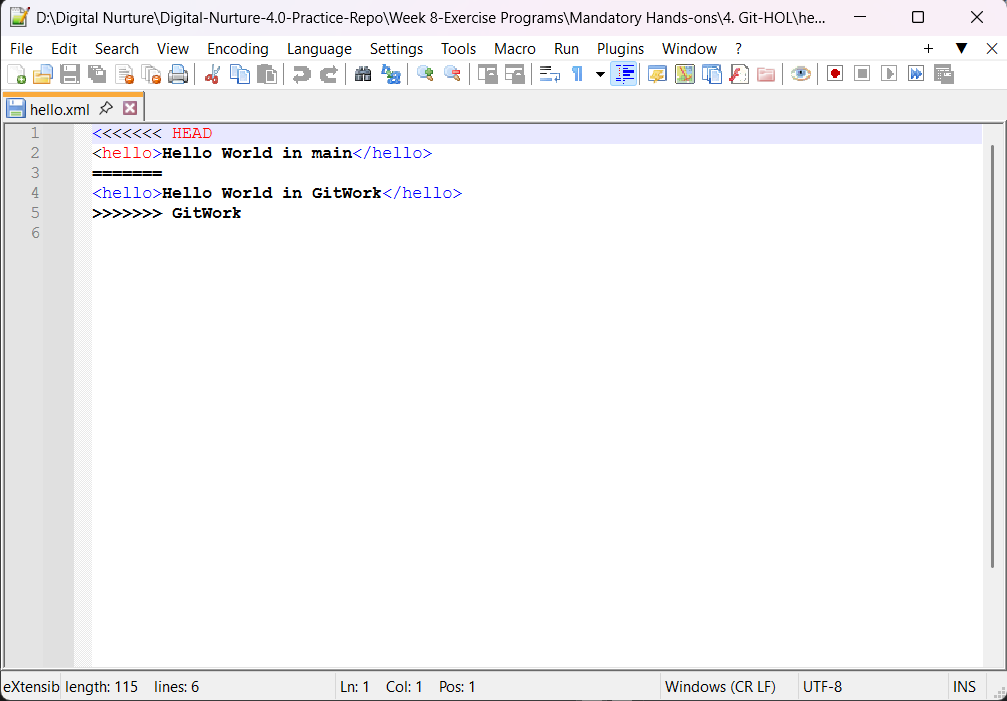 D:\Digital Nurture\Digital-Nurture-4.0-Practice-Repo\Week 8-Exercise Programs\Mandatory Hands-ons\4. Git-HOL\he...
File Edit Search View Encoding Language Settings Tools Macro Run Plugins Window ? + ▼ X
hello.xml
1 <<<<<<< HEAD
2 <hello>Hello World in main</hello>
3 =======
4 <hello>Hello World in GitWork</hello>
5 >>>>>>> GitWork
6
eXtensib length: 115 lines: 6 Ln: 1 Col: 1 Pos: 1 Windows (CR LF) UTF-8 INS